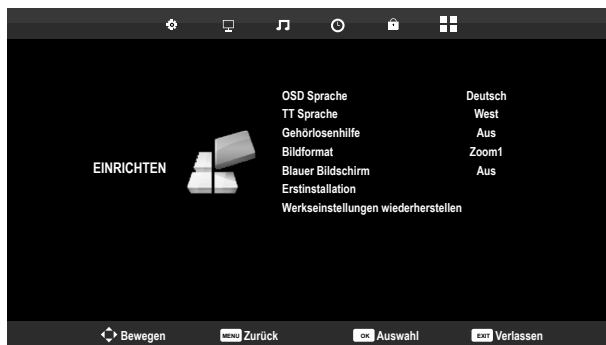 OSD Sprache Deutsch
TT Sprache West
Gehörlosenhilfe Aus
Bildformat Zoom1
EINRICHTEN
Blauer Bildschirm Aus
Erstinstallation
Werkseinstellungen wiederherstellen
Bewegen MENU Zurück OK Auswahl EXIT Verlassen